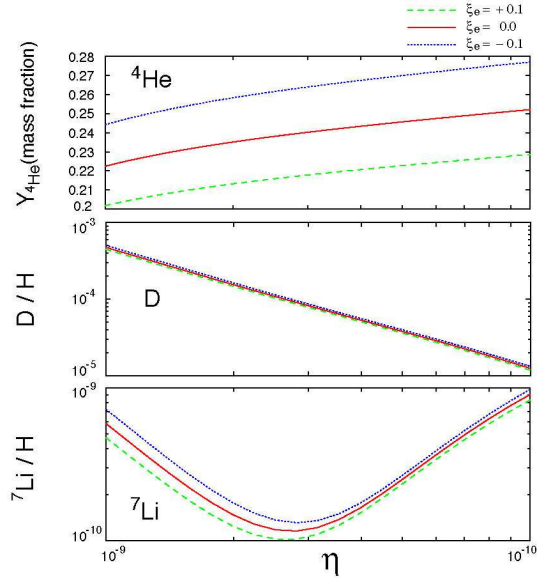 ξe = + 0.1
ξe = 0.0
ξe = − 0.1
0.28
0.27
0.26
0.25
0.24
0.23
0.22
0.21
0.2
Y4He(mass fraction)
4He
10-3
10-4
10-5
D / H
D
10-9
10-10
7Li / H
7Li
10-9
η
10-10